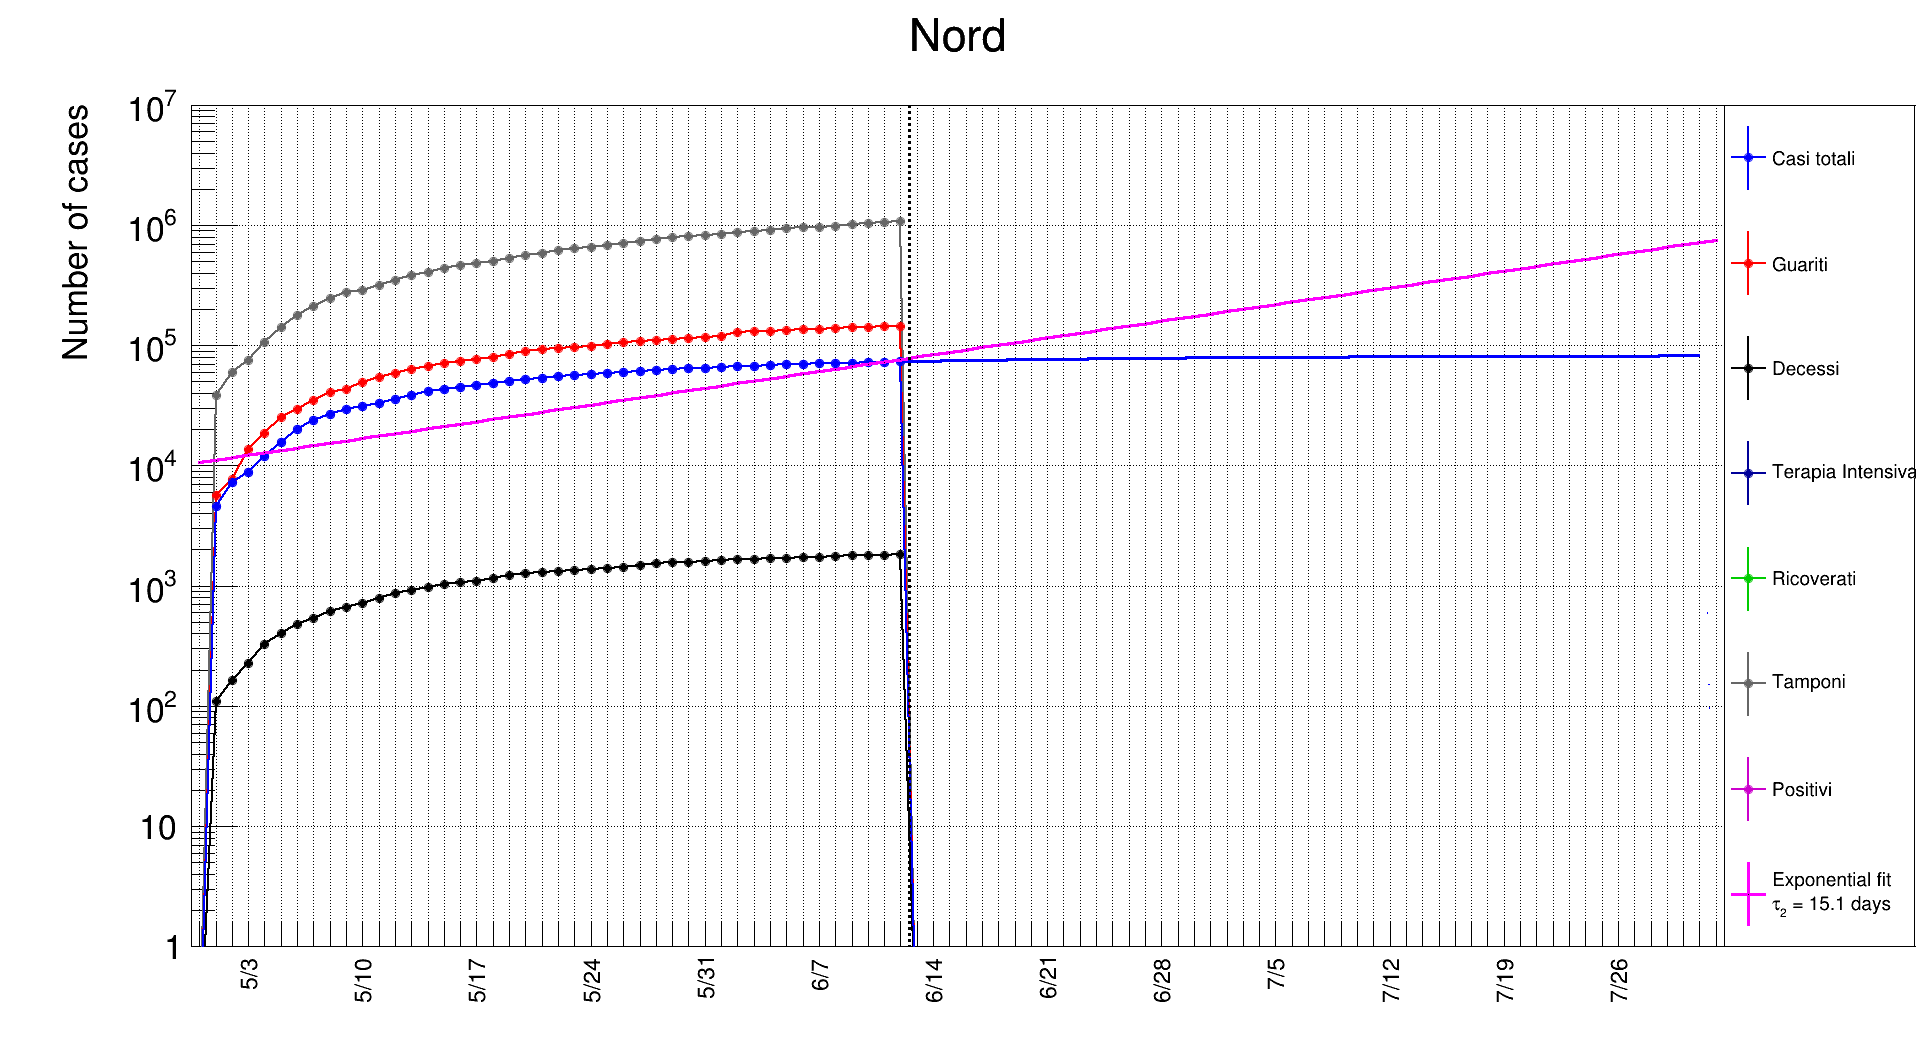 Nord
Number of cases
10^7
10^6
10^5
10^4
10^3
10^2
10
1
5/3
5/10
5/17
5/24
5/31
6/7
6/14
6/21
6/28
7/5
7/12
7/19
7/26
Casi totali
Guariti
Decessi
Terapia Intensiva
Ricoverati
Tamponi
Positivi
Exponential fit
τ_2 = 15.1 days